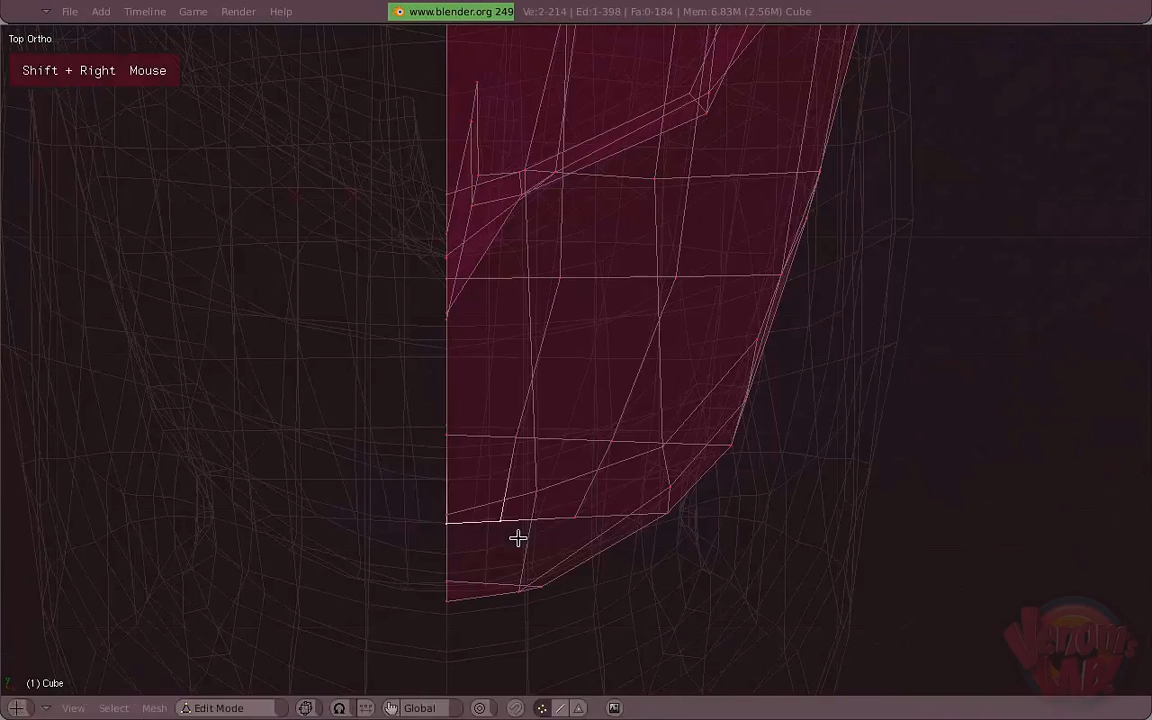 File Add Timeline Game Render Help www.blender.org 249 Ve:2-214 | Ed:1-398 | Fa:0-184 | Mem:6.83M (2.56M) Cube
Top Ortho
Shift + Right Mouse
Venom's
LAB
(1) Cube
View Select Mesh Edit Mode Global